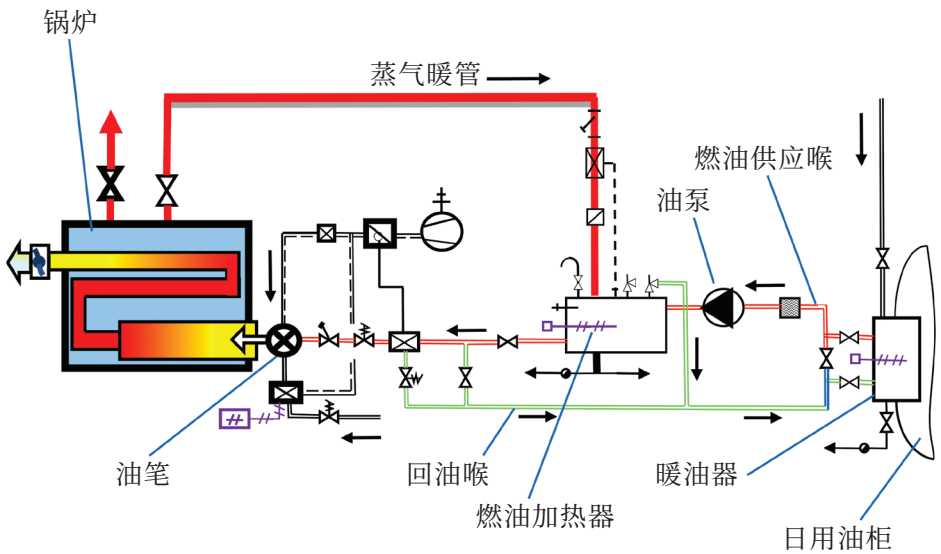 锅炉
蒸气暖管
燃油供应喉
油泵
油笔
回油喉
燃油加热器
暖油器
日用油柜